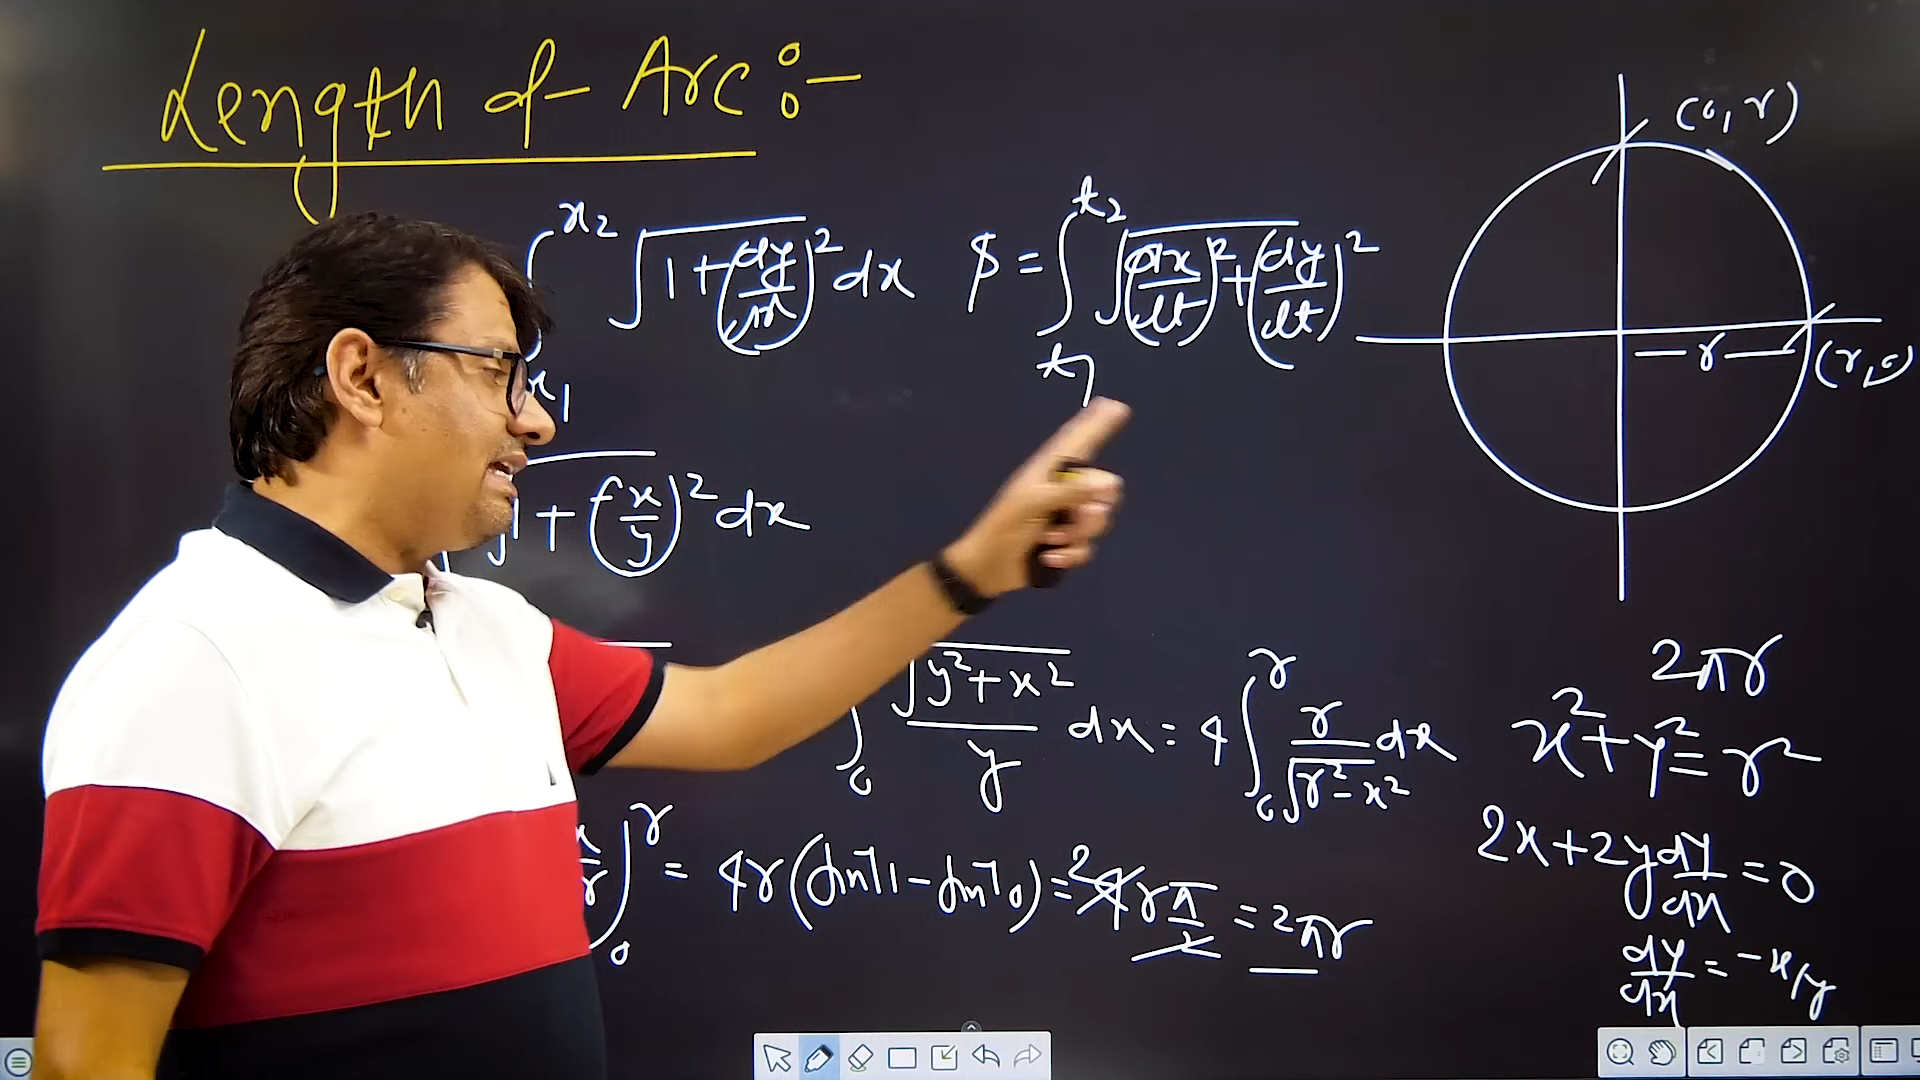 Length of Arc :-
∫ x₂ x₁ √1+(dy/dx)² dx
S = ∫ t₂ t₁ √(dx/dt)²+(dy/dt)²
(0, r)
r
(r, 0)
1 + (-x/y)² dx
∫ 0 √y²+x² / y dx = 4 ∫ r 0 r/√r²-x² dx
x/r) r 0 = 4r (sin⁻¹1 - sin⁻¹0) = 2 4 r π/2 = 2πr
2πr
x²+y²=r²
2x+2y dy/dx = 0
dy/dx = -x/y